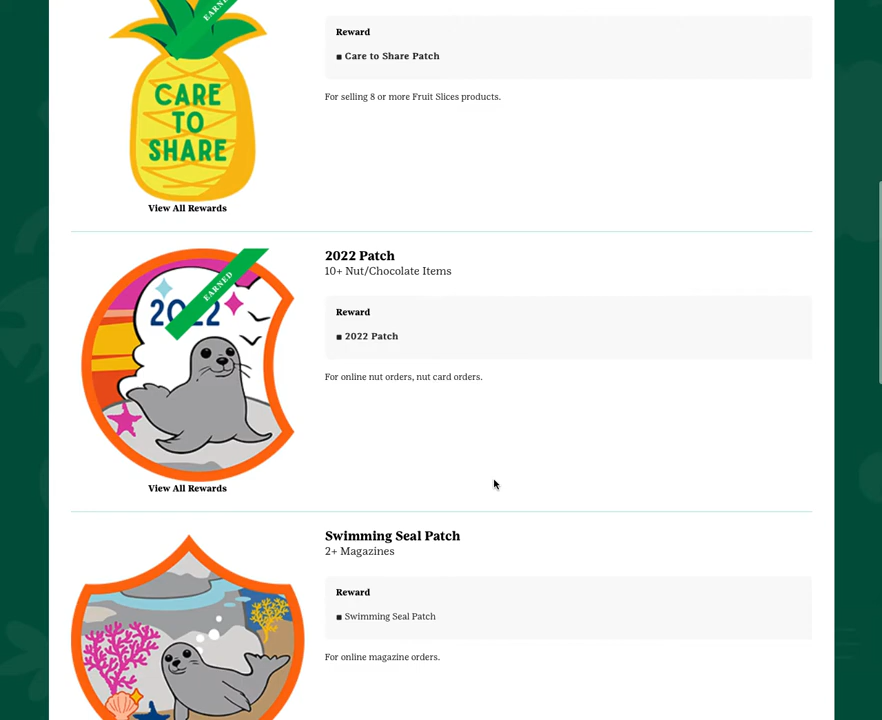 EARNED
CARE
TO
SHARE
View All Rewards
Reward
■ Care to Share Patch
For selling 8 or more Fruit Slices products.
2022
EARNED
View All Rewards
2022 Patch
10+ Nut/Chocolate Items
Reward
■ 2022 Patch
For online nut orders, nut card orders.
Swimming Seal Patch
2+ Magazines
Reward
■ Swimming Seal Patch
For online magazine orders.